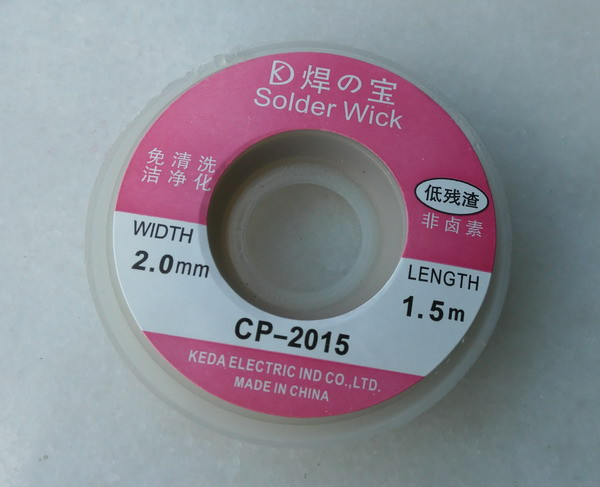 焊の宝
Solder Wick
免清洗
洁净化
低残渣
非卤素
WIDTH
2.0mm
LENGTH
1.5m
CP-2015
KEDA ELECTRIC IND CO.,LTD.
MADE IN CHINA